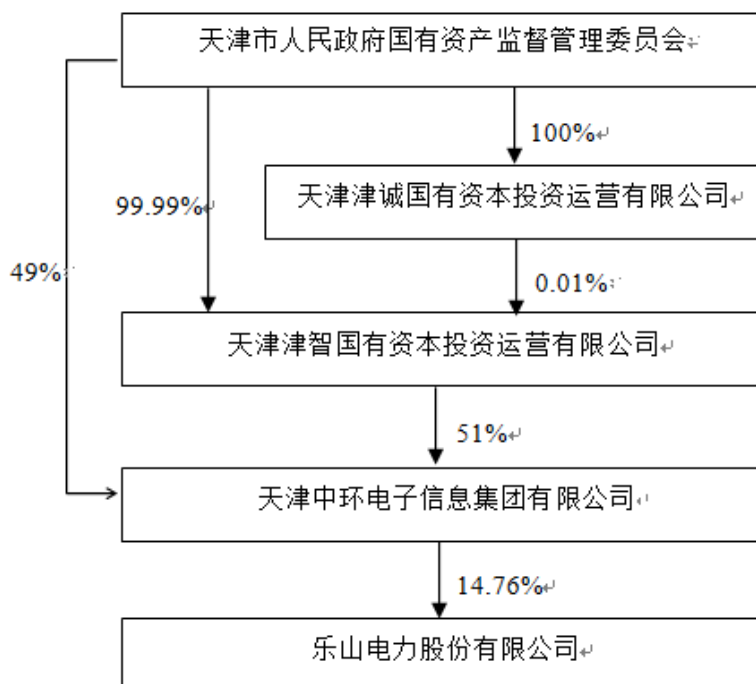 天津市人民政府国有资产监督管理委员会
100%
天津津诚国有资本投资运营有限公司
99.99%
49%
0.01%
天津津智国有资本投资运营有限公司
51%
天津中环电子信息集团有限公司
14.76%
乐山电力股份有限公司